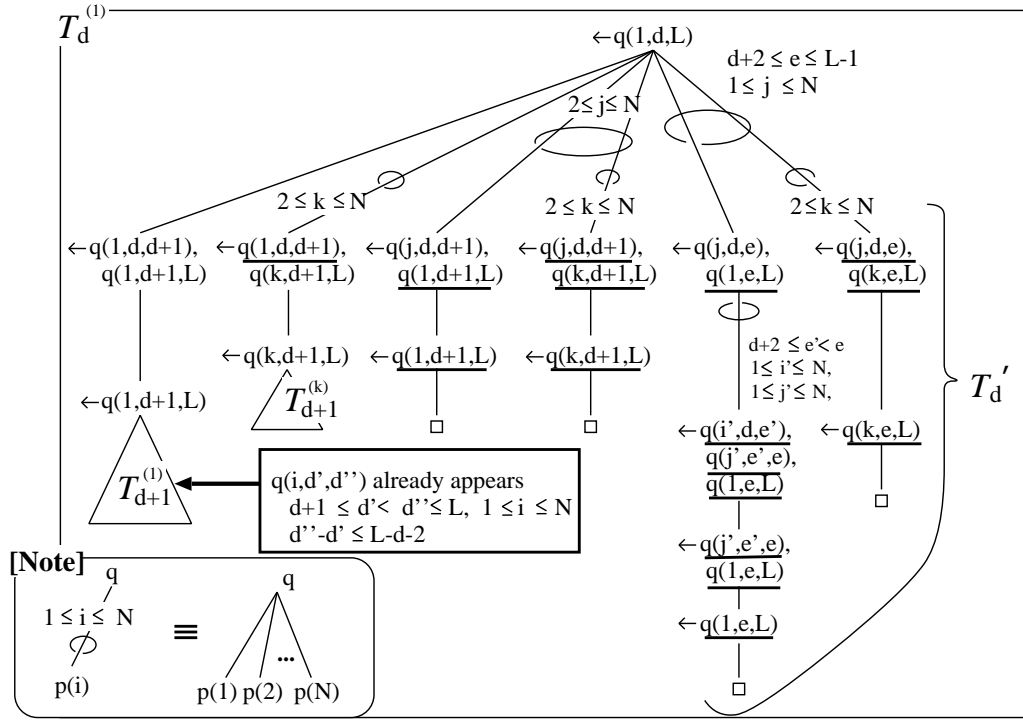 T_d^(1)
←q(1,d,L)
d+2 ≤ e ≤ L-1
1 ≤ j ≤ N
2 ≤ j ≤ N
2 ≤ k ≤ N
2 ≤ k ≤ N
2 ≤ k ≤ N
←q(1,d,d+1),
q(1,d+1,L)
←q(1,d,d+1),
q(k,d+1,L)
←q(j,d,d+1),
q(1,d+1,L)
←q(j,d,d+1),
q(k,d+1,L)
←q(j,d,e),
q(1,e,L)
←q(j,d,e),
q(k,e,L)
←q(k,d+1,L)
←q(1,d+1,L)
←q(k,d+1,L)
d+2 ≤ e'< e
1 ≤ i' ≤ N,
1 ≤ j' ≤ N,
T_d'
←q(1,d+1,L)
T_d+1^(k)
←q(i',d,e'),
q(j',e',e),
q(1,e,L)
←q(k,e,L)
T_d+1^(1)
q(i,d',d'') already appears
d+1 ≤ d'< d'' ≤ L, 1 ≤ i ≤ N
d''-d' ≤ L-d-2
←q(j',e',e),
q(1,e,L)
←q(1,e,L)
[Note]
q
1 ≤ i ≤ N
p(i)
≡
q
...
p(1) p(2) p(N)